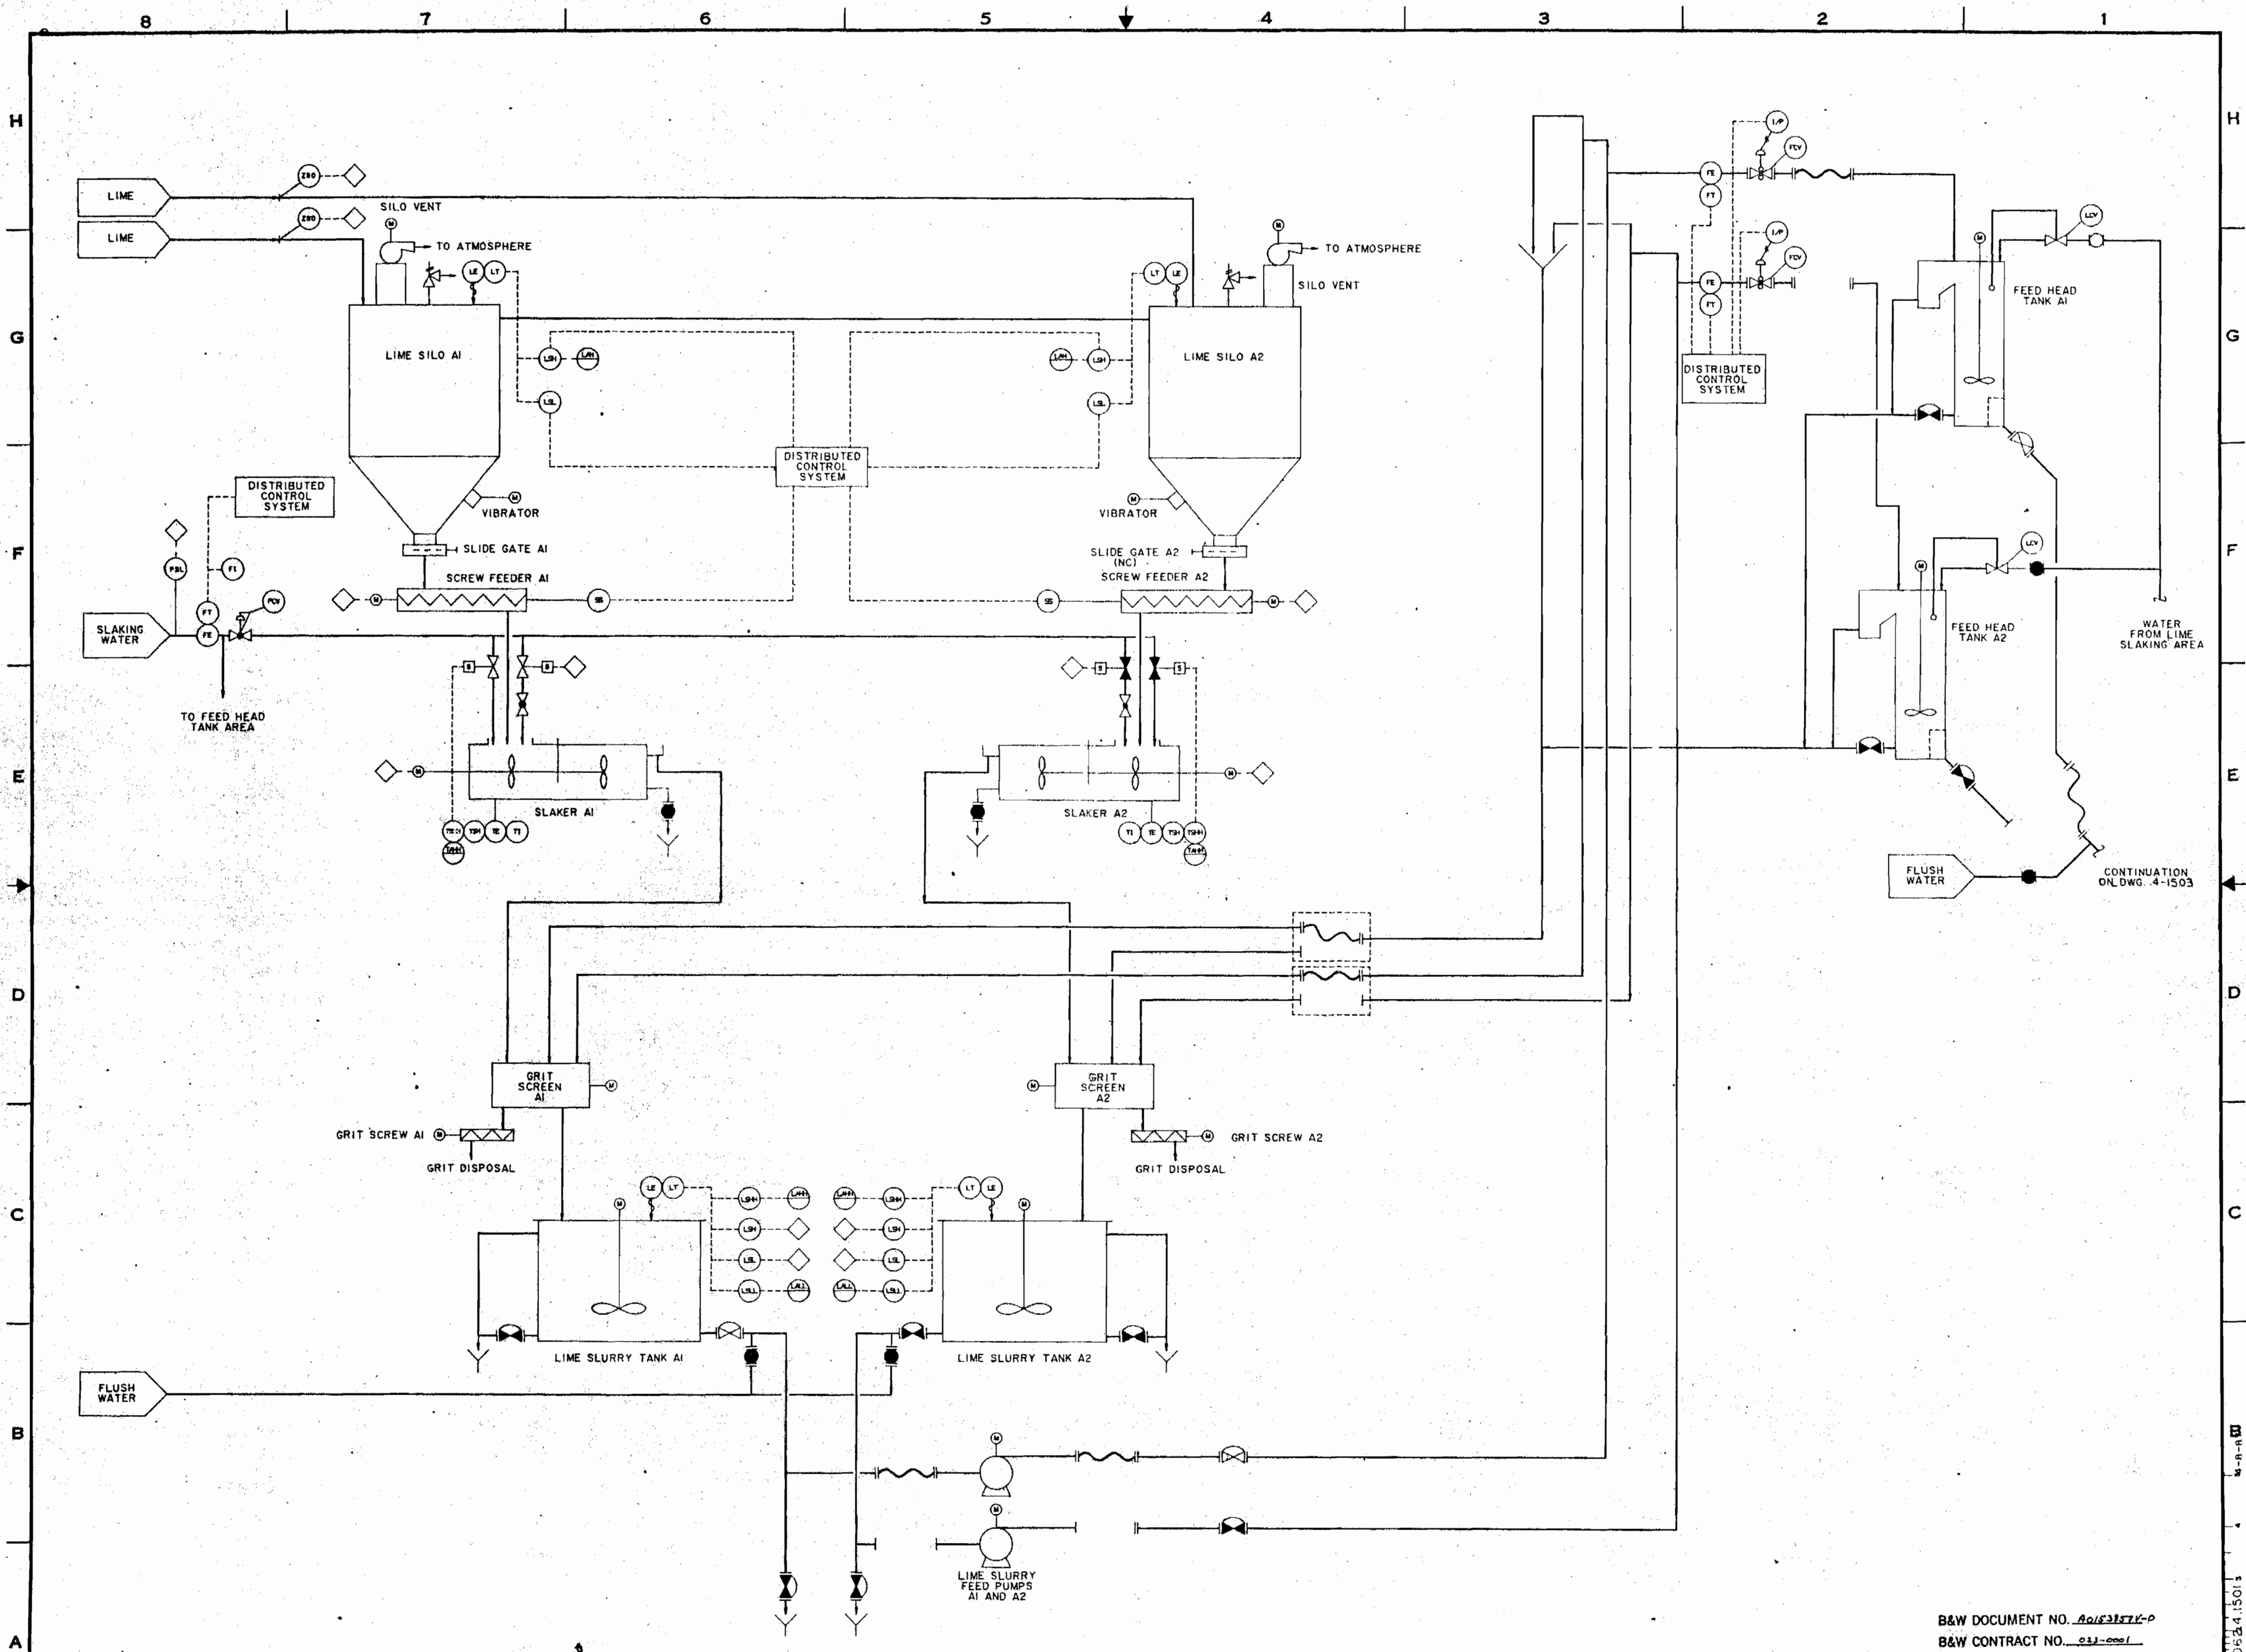 8 7 6 5 4 3 2 1
H
H
I/P
FCV
LIME
ZSO
FE
FT
SILO VENT
LIME
ZSO
M
M
LCV
TO ATMOSPHERE
TO ATMOSPHERE
I/P
M
LE LT
LT LE
FCV
SILO VENT
FE
FT
FEED HEAD
TANK A1
G
G
LIME SILO A1
LSH LAH
LAH LSH
LIME SILO A2
DISTRIBUTED
CONTROL
SYSTEM
LSL
LSL
DISTRIBUTED
CONTROL
SYSTEM
DISTRIBUTED
CONTROL
SYSTEM
M
VIBRATOR
M
VIBRATOR
F
F
SLIDE GATE A1
SLIDE GATE A2
(NC)
LCV
PSL
FI
SCREW FEEDER A1
SCREW FEEDER A2
M
M
SS
SS
M
FT
FCV
SLAKING
WATER
FE
FEED HEAD
TANK A2
WATER
FROM LIME
SLAKING AREA
S
S
S
S
TO FEED HEAD
TANK AREA
E
E
M
M
SLAKER A1
SLAKER A2
TSHH TSH TE TI
TI TE TSH TSHH
TAHH
TAHH
FLUSH
WATER
CONTINUATION
ON DWG. 4-1503
D
D
GRIT
SCREEN
A1
M
M
GRIT
SCREEN
A2
GRIT SCREW A1
M
M
GRIT SCREW A2
GRIT DISPOSAL
GRIT DISPOSAL
C
C
M
LE LT
LSHH LAHH
LAHH LSHH
LT LE
M
LSH
LSH
LSL
LSL
LSLL LALL
LALL LSLL
LIME SLURRY TANK A1
LIME SLURRY TANK A2
FLUSH
WATER
B
B
M
M
LIME SLURRY
FEED PUMPS
A1 AND A2
A
B&W DOCUMENT NO.
B&W CONTRACT NO. 033-0001